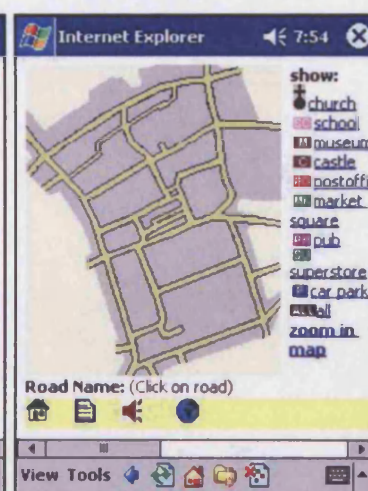 Internet Explorer 7:54
show:
church
school
museum
castle
postoffi
market
square
pub
superstore
car park
all
zoom in
map
Road Name: (Click on road)
View Tools